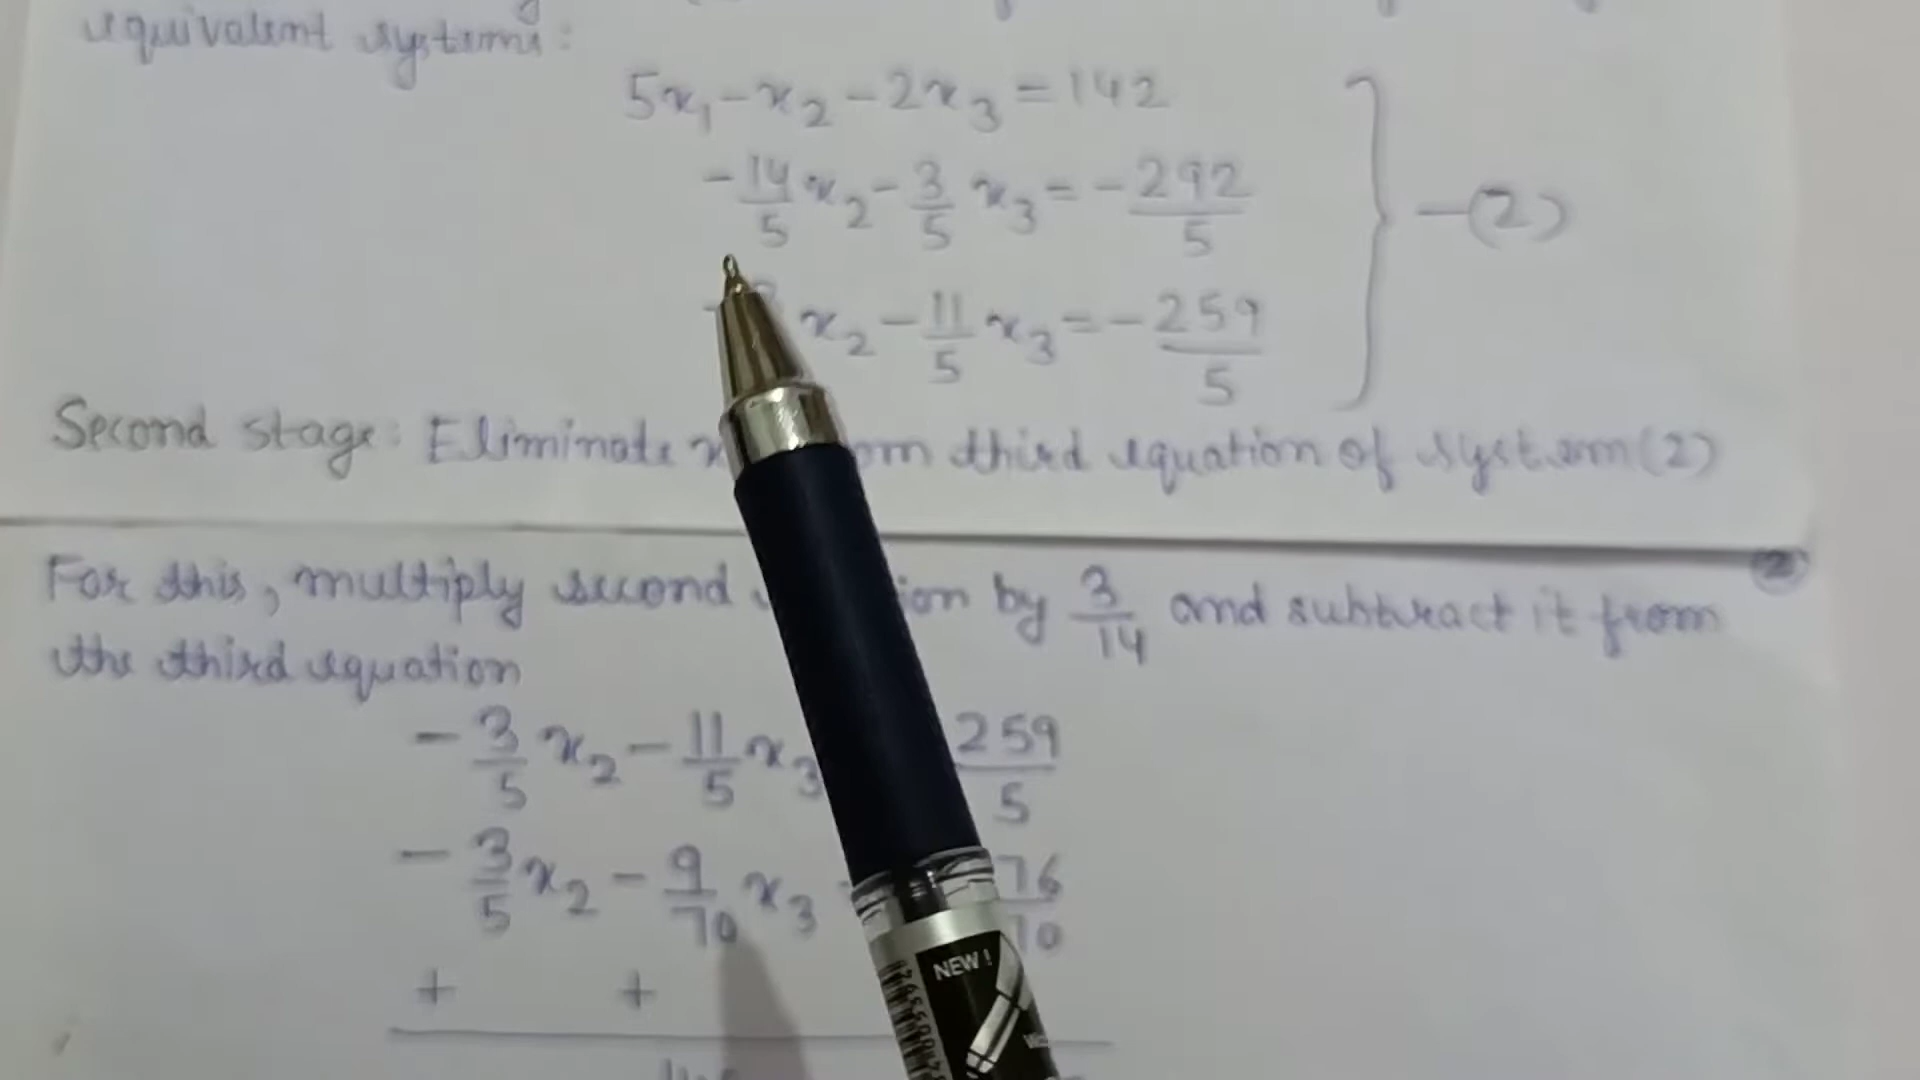 equivalent systems:
5x₁ - x₂ - 2x₃ = 142
-14/5 x₂ - 3/5 x₃ = -292/5
x₂ - 11/5 x₃ = -259/5
-(2)
Second stage: Eliminate from third equation of system (2)
(2)
For this, multiply second by 3/14 and subtract it from
the third equation
-3/5 x₂ - 11/5 x₃ 259/5
-3/5 x₂ - 9/70 x₃
+ +
NEW!